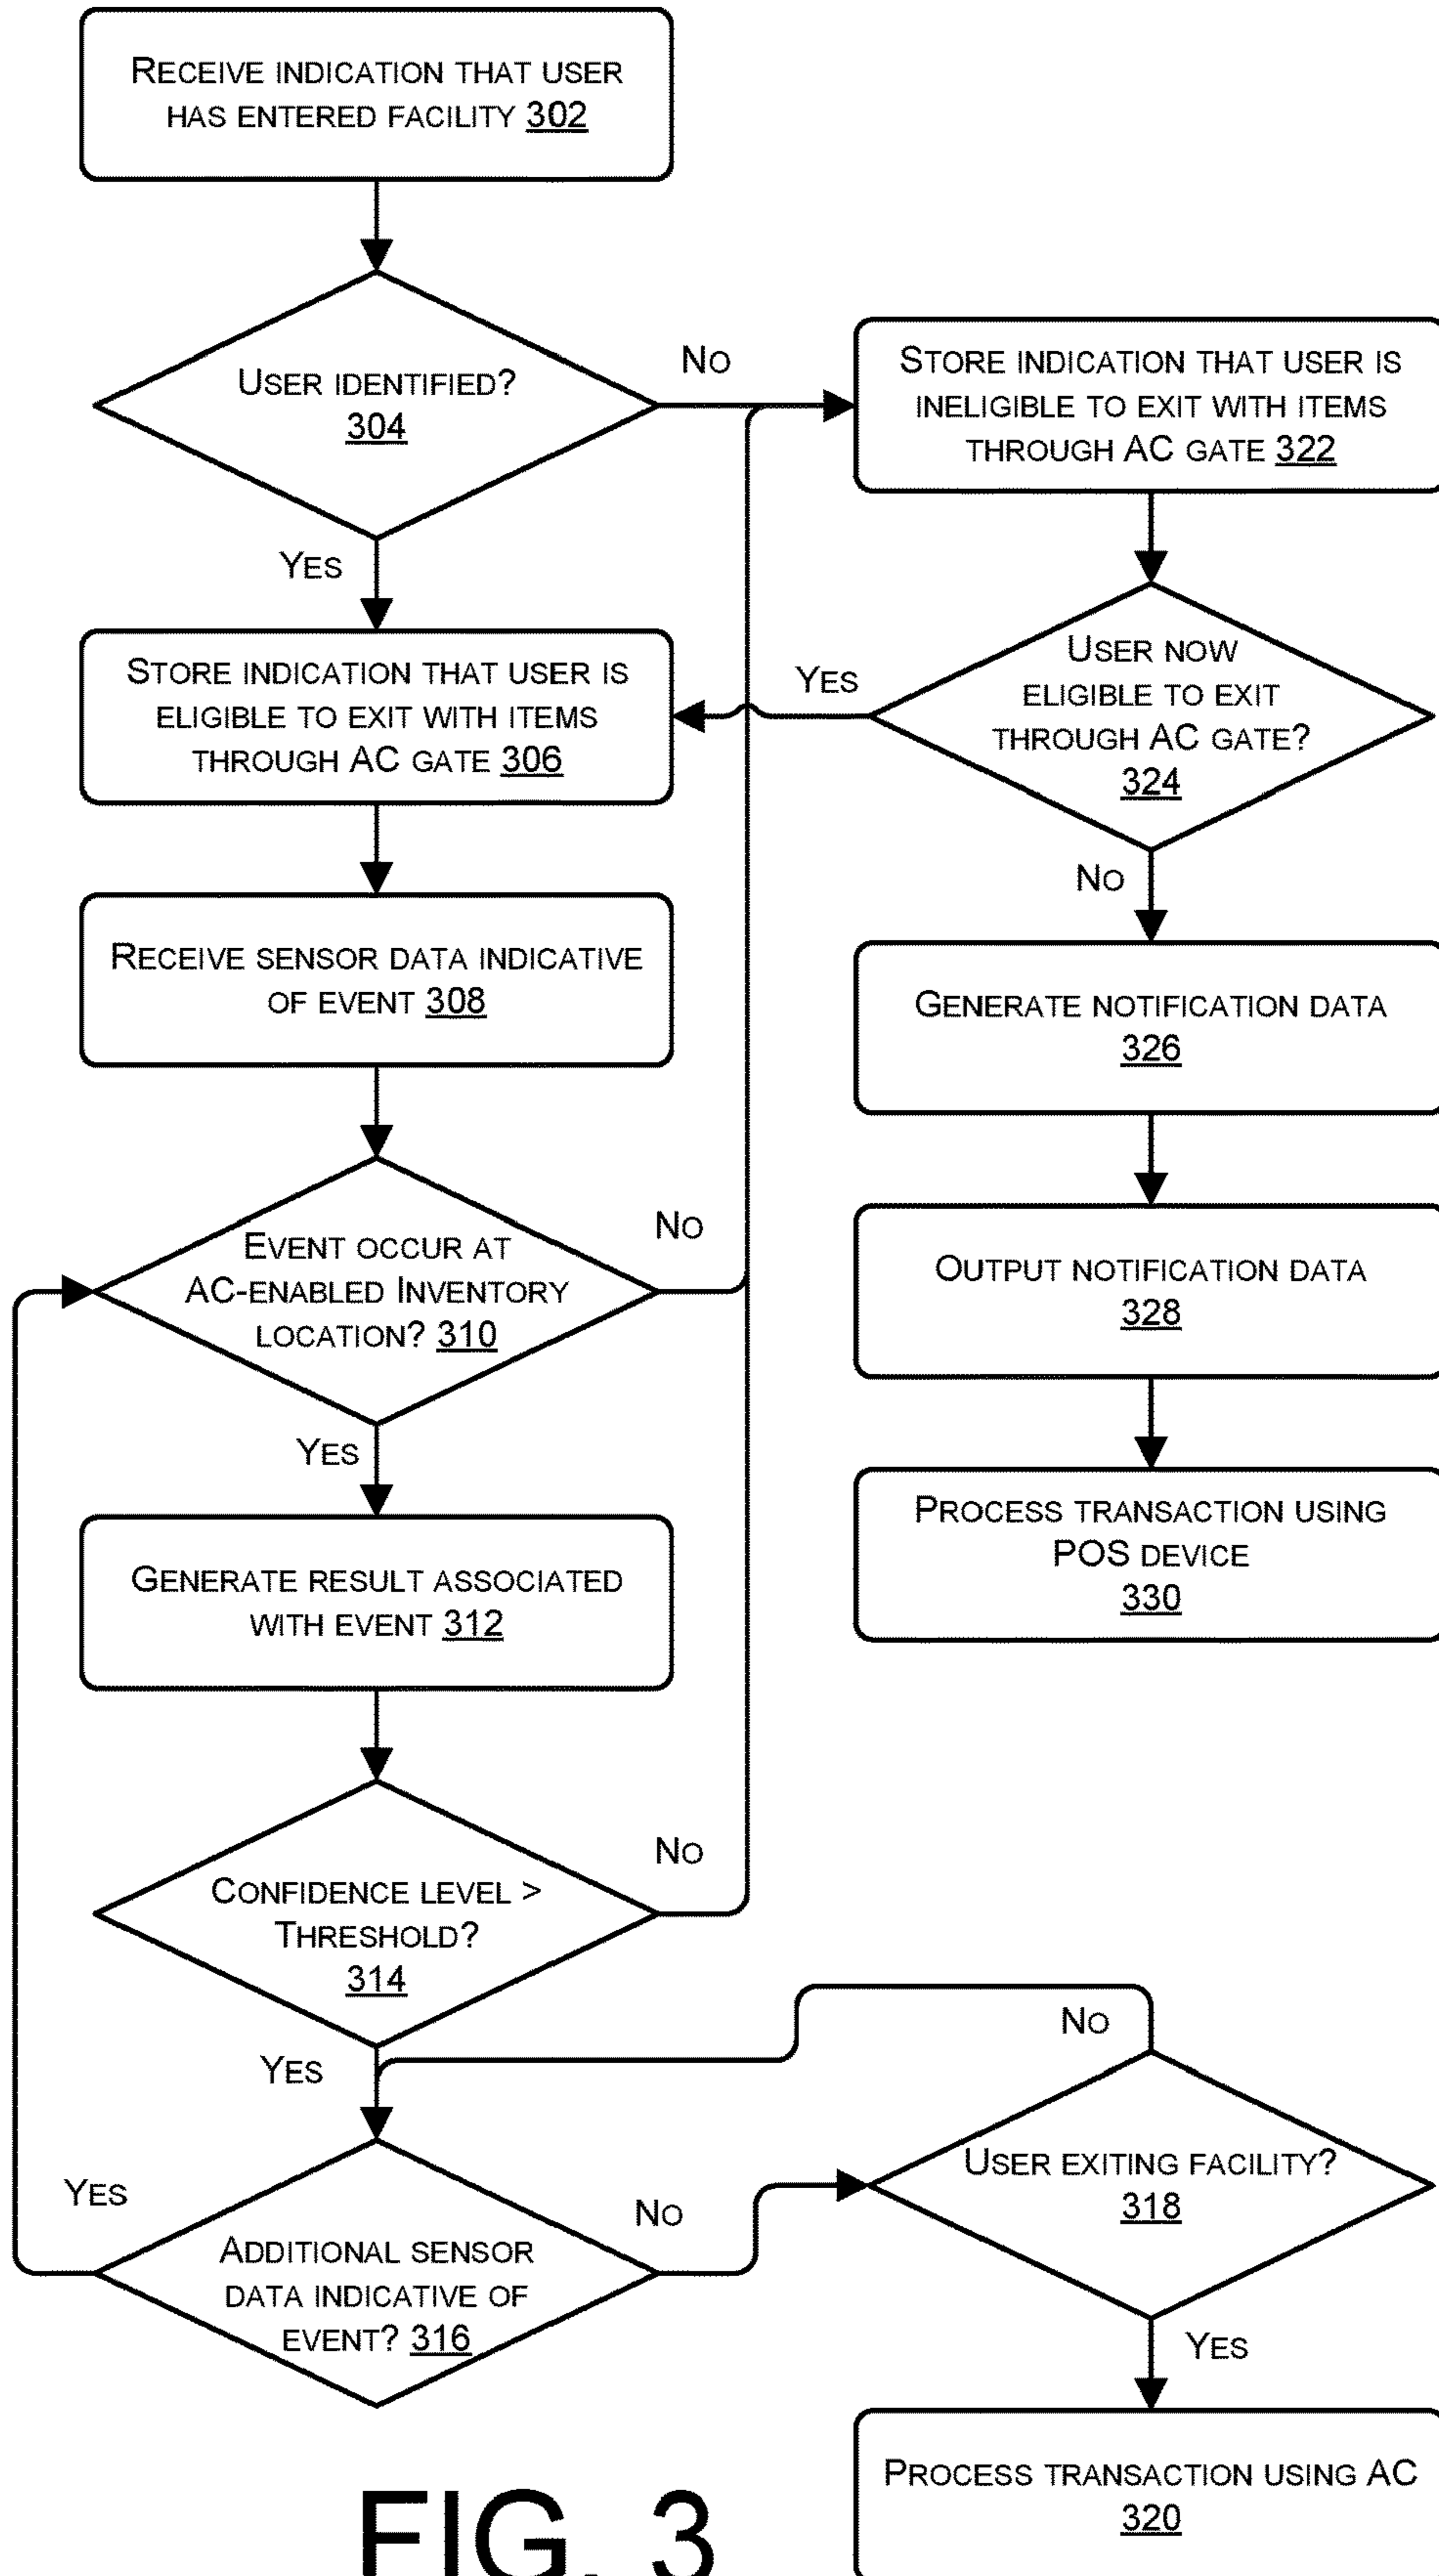 RECEIVE INDICATION THAT USER
HAS ENTERED FACILITY 302
USER IDENTIFIED?
304
NO
YES
STORE INDICATION THAT USER IS
ELIGIBLE TO EXIT WITH ITEMS
THROUGH AC GATE 306
RECEIVE SENSOR DATA INDICATIVE
OF EVENT 308
EVENT OCCUR AT
AC-ENABLED INVENTORY
LOCATION? 310
NO
YES
GENERATE RESULT ASSOCIATED
WITH EVENT 312
CONFIDENCE LEVEL >
THRESHOLD?
314
NO
YES
ADDITIONAL SENSOR
DATA INDICATIVE OF
EVENT? 316
YES
NO
USER EXITING FACILITY?
318
NO
YES
PROCESS TRANSACTION USING AC
320
STORE INDICATION THAT USER IS
INELIGIBLE TO EXIT WITH ITEMS
THROUGH AC GATE 322
USER NOW
ELIGIBLE TO EXIT
THROUGH AC GATE?
324
YES
NO
GENERATE NOTIFICATION DATA
326
OUTPUT NOTIFICATION DATA
328
PROCESS TRANSACTION USING
POS DEVICE
330
FIG. 3